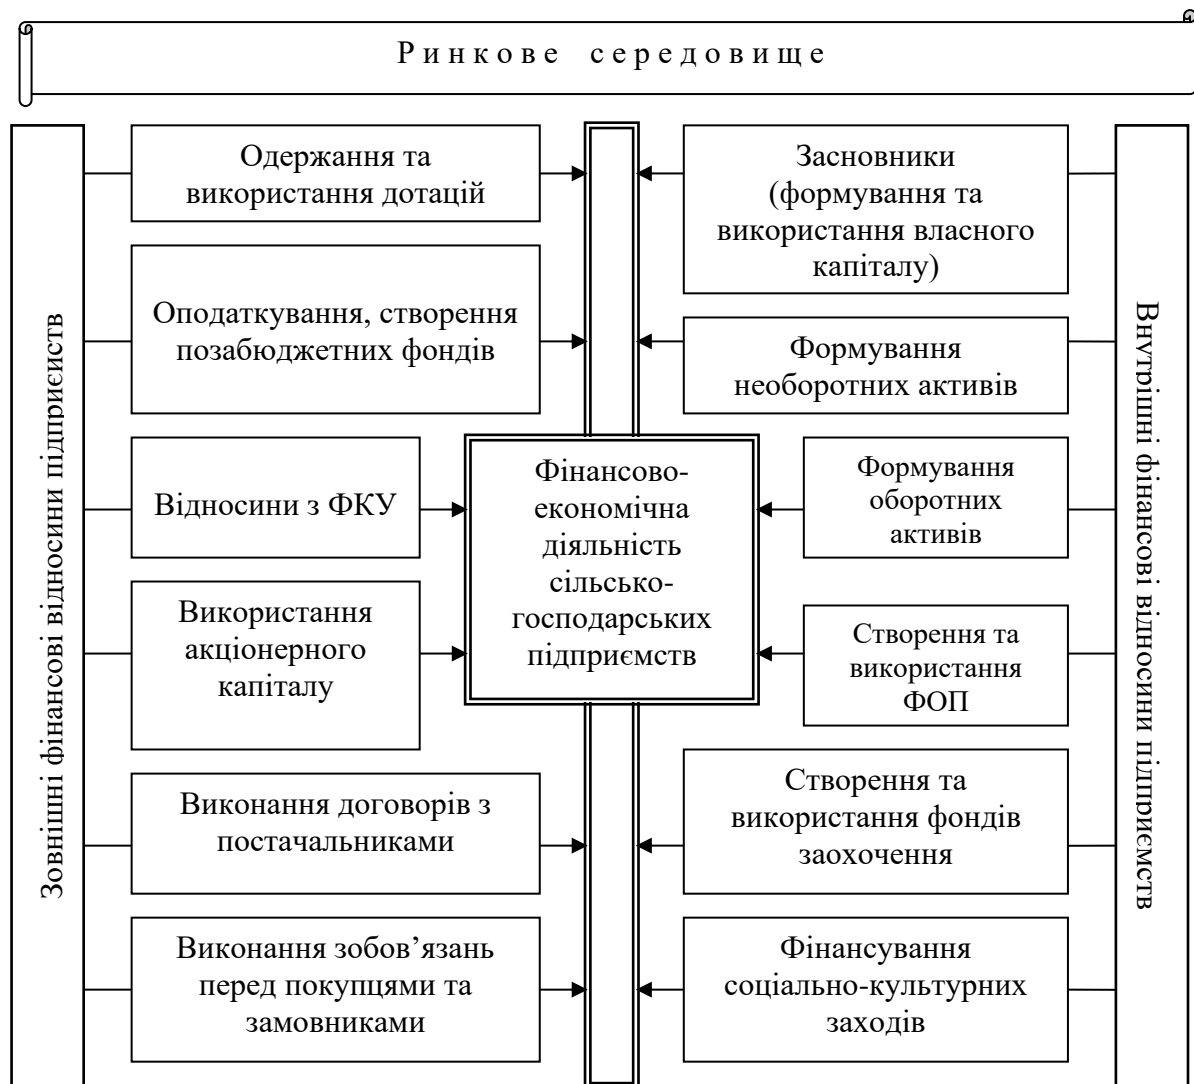 Ринкове середовище
Зовнішні фінансові відносини підприєиств
Одержання та
використання дотацій
Оподаткування, створення
позабюджетних фондів
Відносини з ФКУ
Використання
акціонерного
капіталу
Виконання договорів з
постачальниками
Виконання зобов’язань
перед покупцями та
замовниками
Фінансово-
економічна
діяльність
сільсько-
господарських
підприємств
Засновники
(формування та
використання власного
капіталу)
Формування
необоротних активів
Формування
оборотних
активів
Створення та
використання
ФОП
Створення та
використання фондів
заохочення
Фінансування
соціально-культурних
заходів
Внутрішні фінансові відносини підприємств